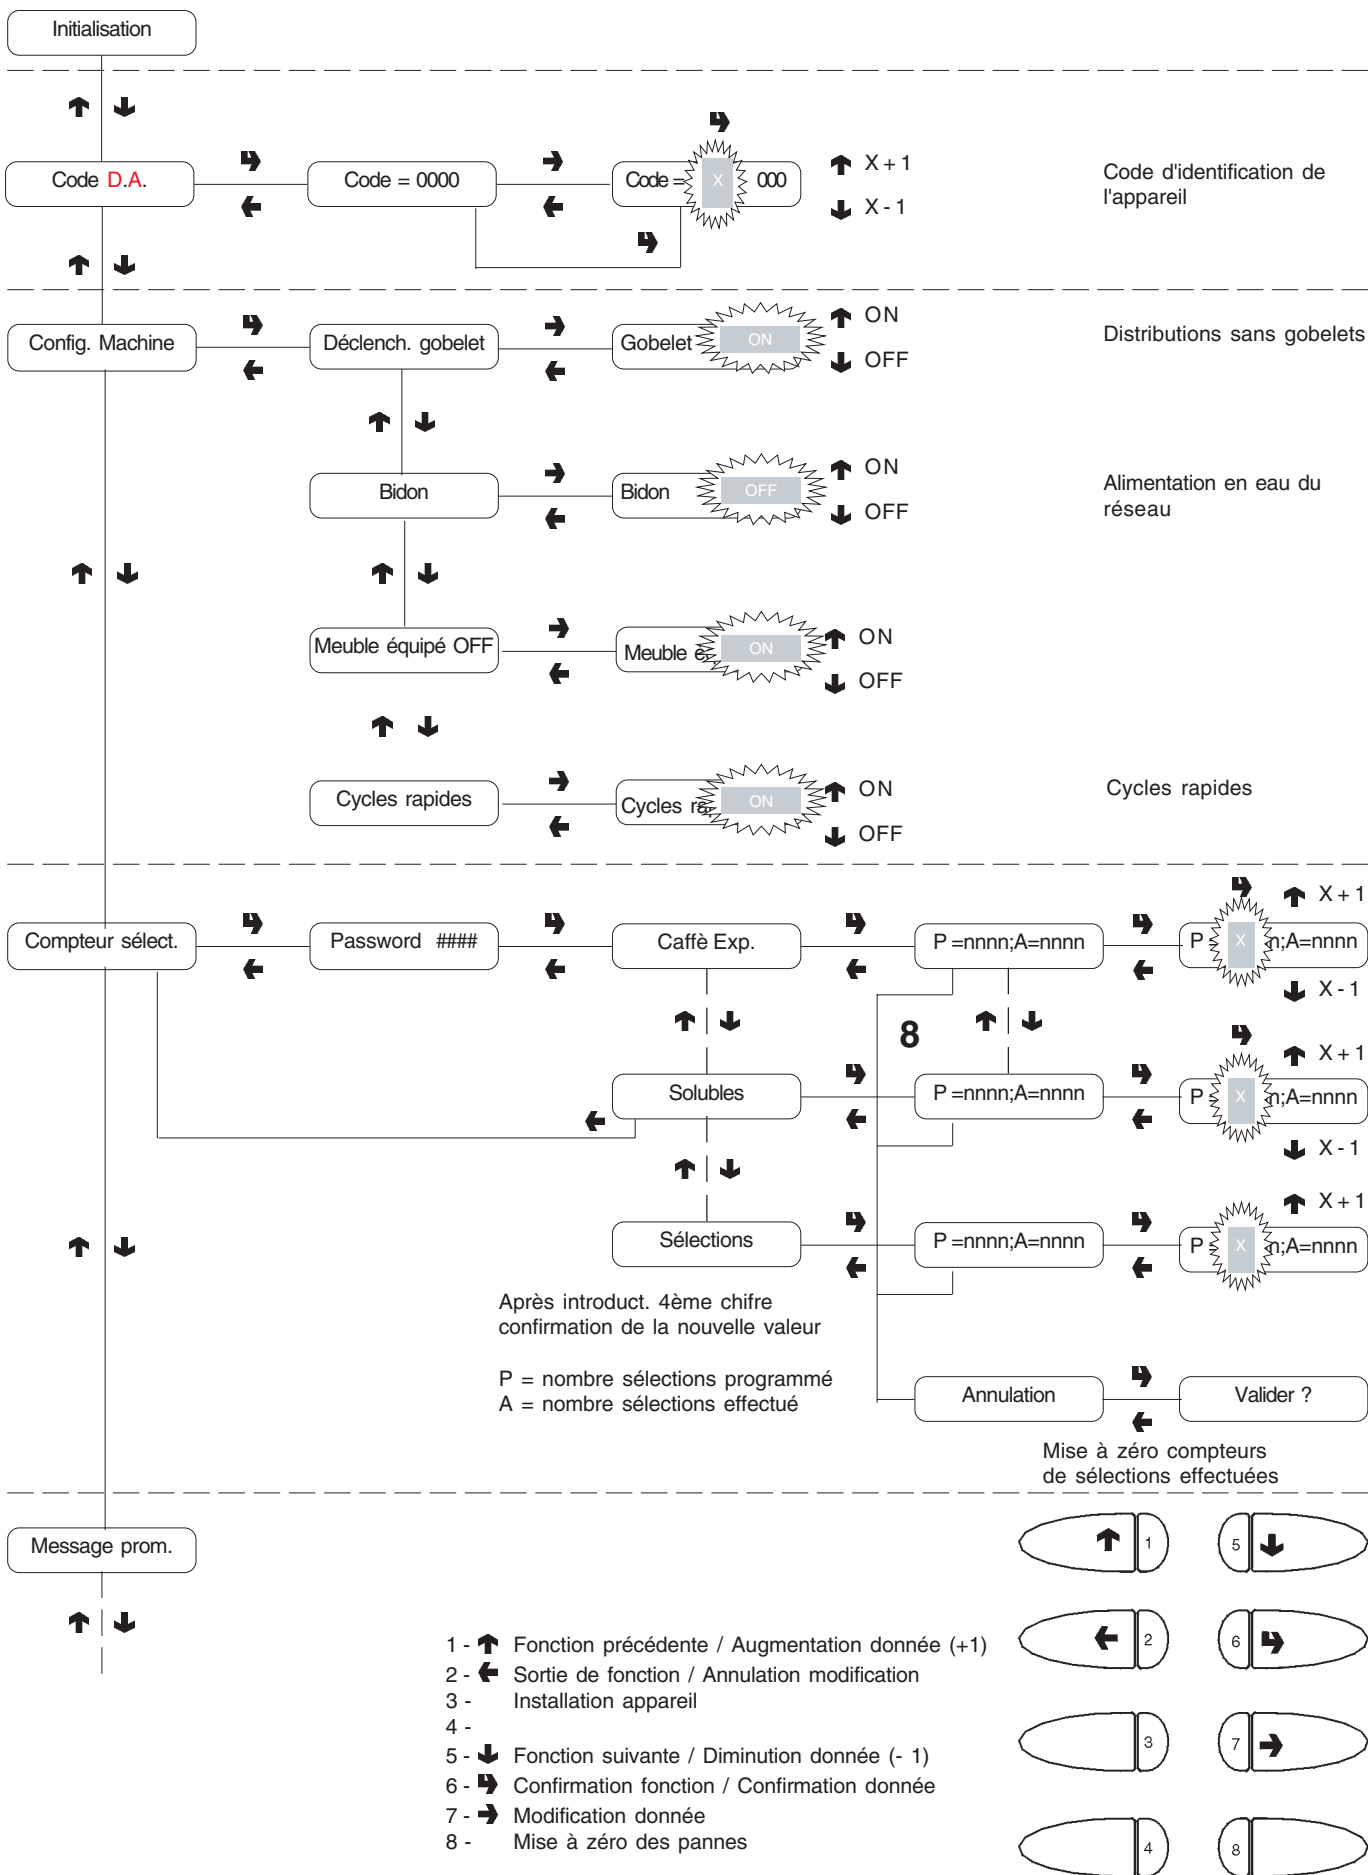 Initialisation
Code D.A.
Code = 0000
Code = X 000
X + 1
X - 1
Code d'identification de
l'appareil
Config. Machine
Déclench. gobelet
Gobelet ON
ON
OFF
Distributions sans gobelets
Bidon
Bidon OFF
ON
OFF
Alimentation en eau du
réseau
Meuble équipé OFF
Meuble é ON
ON
OFF
Cycles rapides
Cycles ra ON
ON
OFF
Cycles rapides
Compteur sélect.
Password ####
Caffè Exp.
P =nnnn;A=nnnn
P = X n;A=nnnn
X + 1
X - 1
8
Solubles
P =nnnn;A=nnnn
P = X n;A=nnnn
X + 1
X - 1
Sélections
P =nnnn;A=nnnn
P = X n;A=nnnn
X + 1
Après introduct. 4ème chifre
confirmation de la nouvelle valeur
P = nombre sélections programmé
A = nombre sélections effectué
Annulation
Valider ?
Mise à zéro compteurs
de sélections effectuées
Message prom.
1 - Fonction précédente / Augmentation donnée (+1)
2 - Sortie de fonction / Annulation modification
3 - Installation appareil
4 -
5 - Fonction suivante / Diminution donnée (- 1)
6 - Confirmation fonction / Confirmation donnée
7 - Modification donnée
8 - Mise à zéro des pannes
1
5
2
6
3
7
4
8